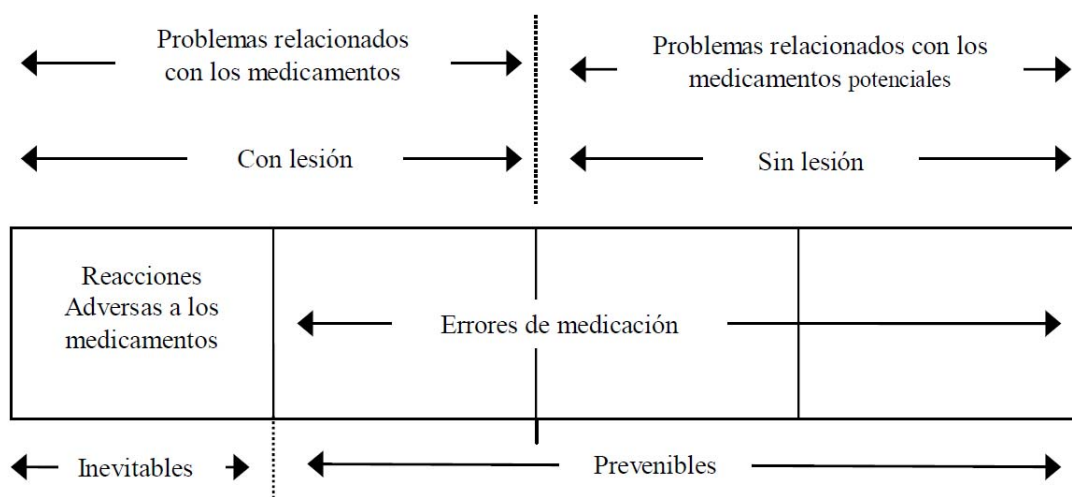 Problemas relacionados
con los medicamentos
Problemas relacionados con los
medicamentos potenciales
Con lesión
Sin lesión
Reacciones
Adversas a los
medicamentos
Errores de medicación
Inevitables
Prevenibles